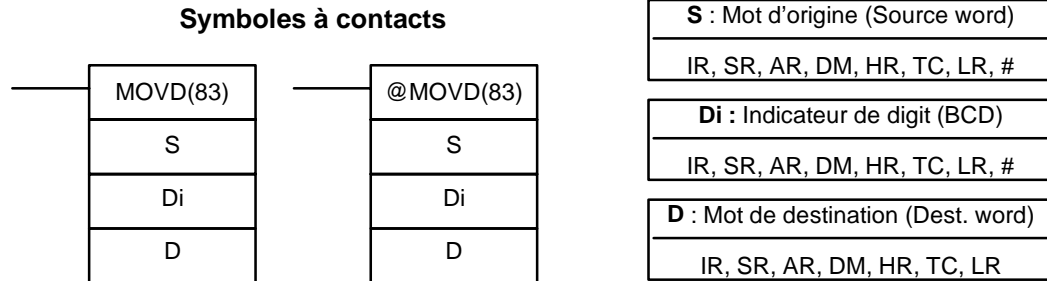 Symboles à contacts
MOVD(83)
S
Di
D
@MOVD(83)
S
Di
D
S : Mot d’origine (Source word)
IR, SR, AR, DM, HR, TC, LR, #
Di : Indicateur de digit (BCD)
IR, SR, AR, DM, HR, TC, LR, #
D : Mot de destination (Dest. word)
IR, SR, AR, DM, HR, TC, LR